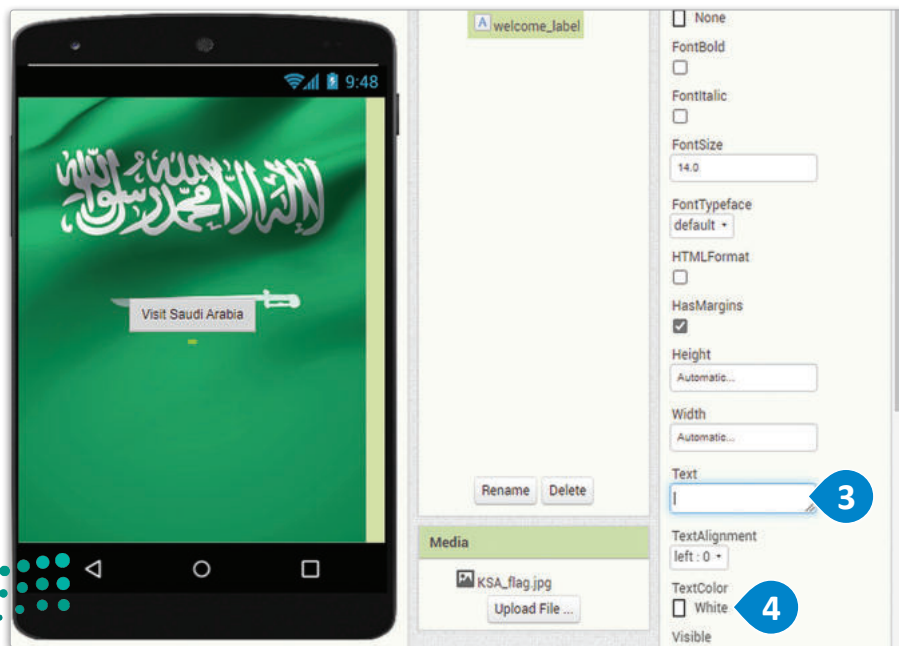 9:48
لا إله إلا الله محمد رسول الله
Visit Saudi Arabia
welcome_label
Rename Delete
Media
KSA_flag.jpg
Upload File ...
None
FontBold
FontItalic
FontSize
14.0
FontTypeface
default
HTMLFormat
HasMargins
Height
Automatic...
Width
Automatic...
Text
3
TextAlignment
left : 0
TextColor
White
4
Visible